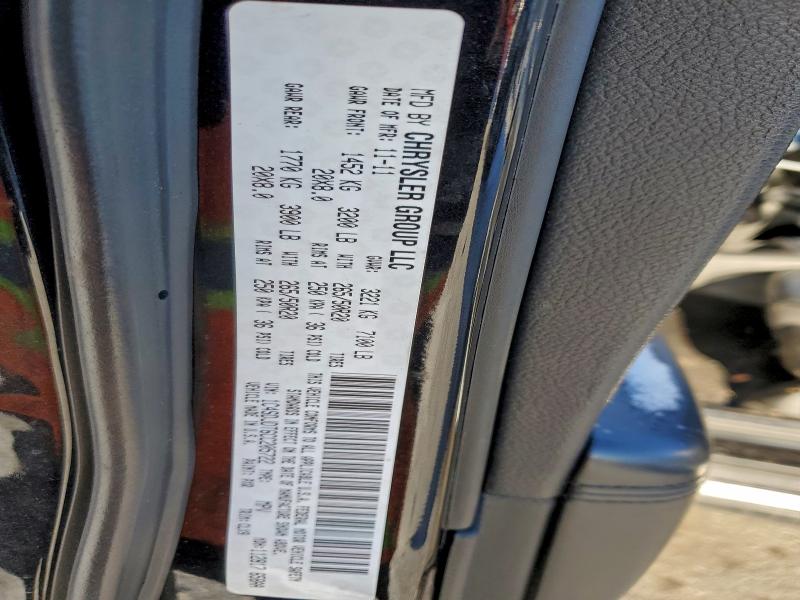 MFD BY CHRYSLER GROUP LLC
DATE OF MFR: 11-11 GVWR: 3221 KG 7100 LB
GAWR FRONT: 1452 KG 3200 LB WITH 265/50R20 TIRES
20X8.0 RIMS AT 250 KPA ( 36 PSI) COLD
GAWR REAR: 1770 KG 3900 LB WITH 265/50R20 TIRES
20X8.0 RIMS AT 250 KPA ( 36 PSI) COLD
THIS VEHICLE CONFORMS TO ALL APPLICABLE U.S.A. FEDERAL MOTOR VEHICLE SAFETY
STANDARDS IN EFFECT ON THE DATE OF MANUFACTURE SHOWN ABOVE.
VIN: TYPE: MPV
VEHICLE MADE IN U.S.A. PAINT: TRIM: